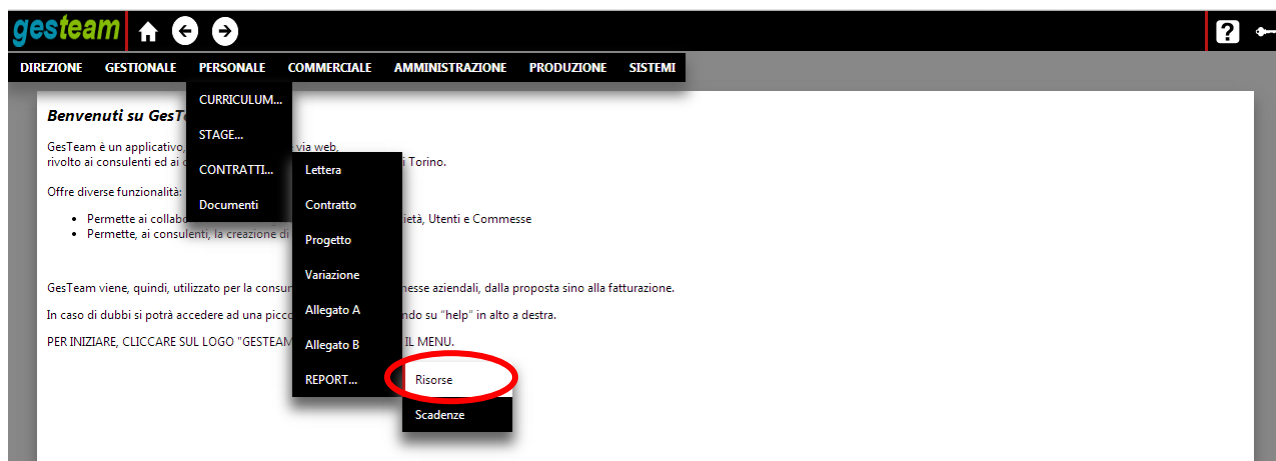 gesteam
?
DIREZIONE GESTIONALE PERSONALE COMMERCIALE AMMINISTRAZIONE PRODUZIONE SISTEMI
CURRICULUM...
STAGE...
CONTRATTI...
Documenti
Lettera
Contratto
Progetto
Variazione
Allegato A
Allegato B
REPORT...
Risorse
Scadenze
Benvenuti su GesT
GesTeam è un applicativo, via web,
rivolto ai consulenti ed ai i Torino.
Offre diverse funzionalità:
• Permette ai collabo ietà, Utenti e Commesse
• Permette, ai consulenti, la creazione di
GesTeam viene, quindi, utilizzato per la consun esse aziendali, dalla proposta sino alla fatturazione.
In caso di dubbi si potrà accedere ad una picco ndo su "help" in alto a destra.
PER INIZIARE, CLICCARE SUL LOGO "GESTEAM IL MENU.